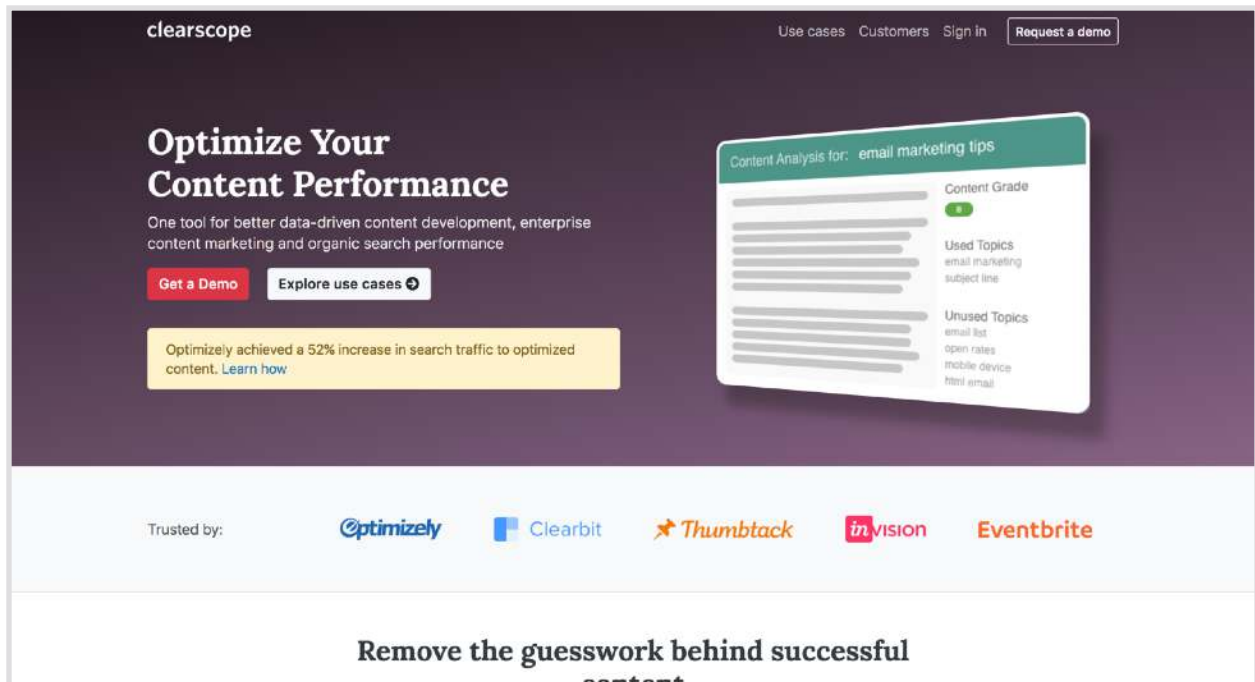 clearscope
Use cases Customers Sign in Request a demo
Optimize Your
Content Performance
One tool for better data-driven content development, enterprise
content marketing and organic search performance
Get a Demo Explore use cases
Optimizely achieved a 52% increase in search traffic to optimized
content. Learn how
Content Analysis for: email marketing tips
Content Grade
Used Topics
email marketing
subject line
Unused Topics
email list
open rates
mobile device
html email
Trusted by: Optimizely Clearbit Thumbtack invision Eventbrite
Remove the guesswork behind successful